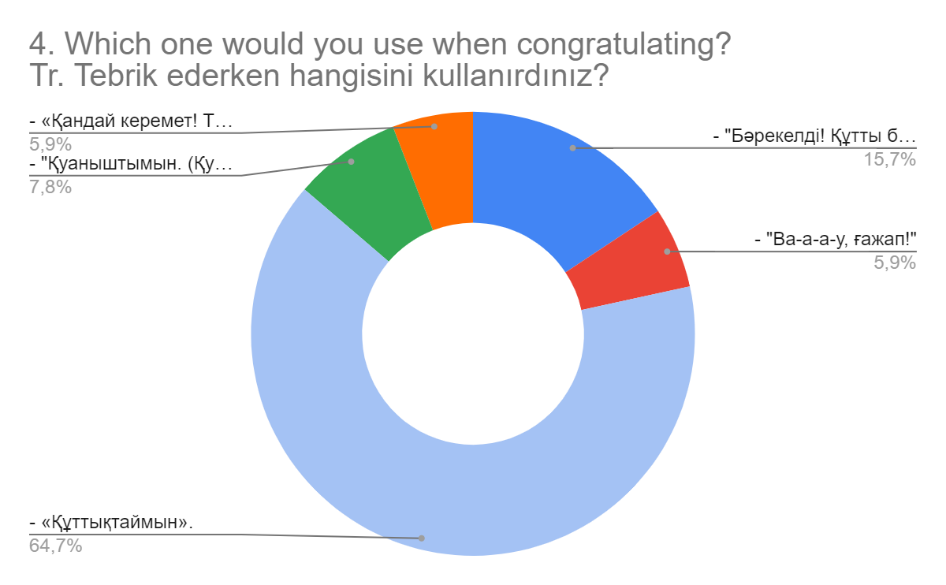 4. Which one would you use when congratulating?
Tr. Tebrik ederken hangisini kullanırdınız?
- «Қандай керемет! Т…
5,9%
- "Қуаныштымын. (Қу…
7,8%
- "Бәрекелді! Құтты б…
15,7%
- "Ва-а-а-у, ғажап!"
5,9%
- «Құттықтаймын».
64,7%